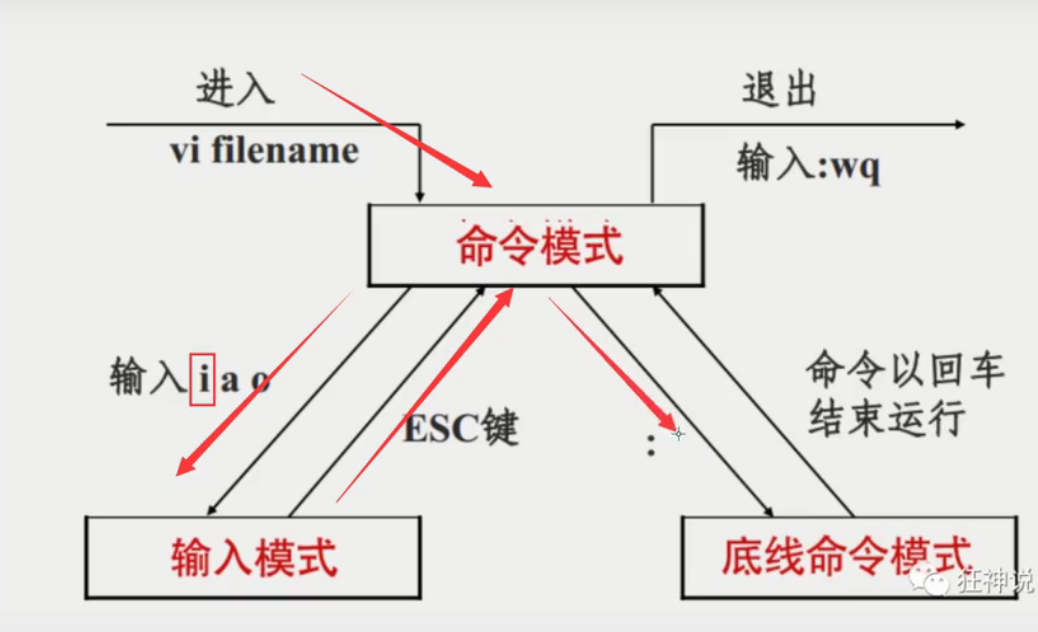 进入
vi filename
退出
输入:wq
命令模式
输入 i a o
ESC键
:
命令以回车
结束运行
输入模式
底线命令模式
狂神说